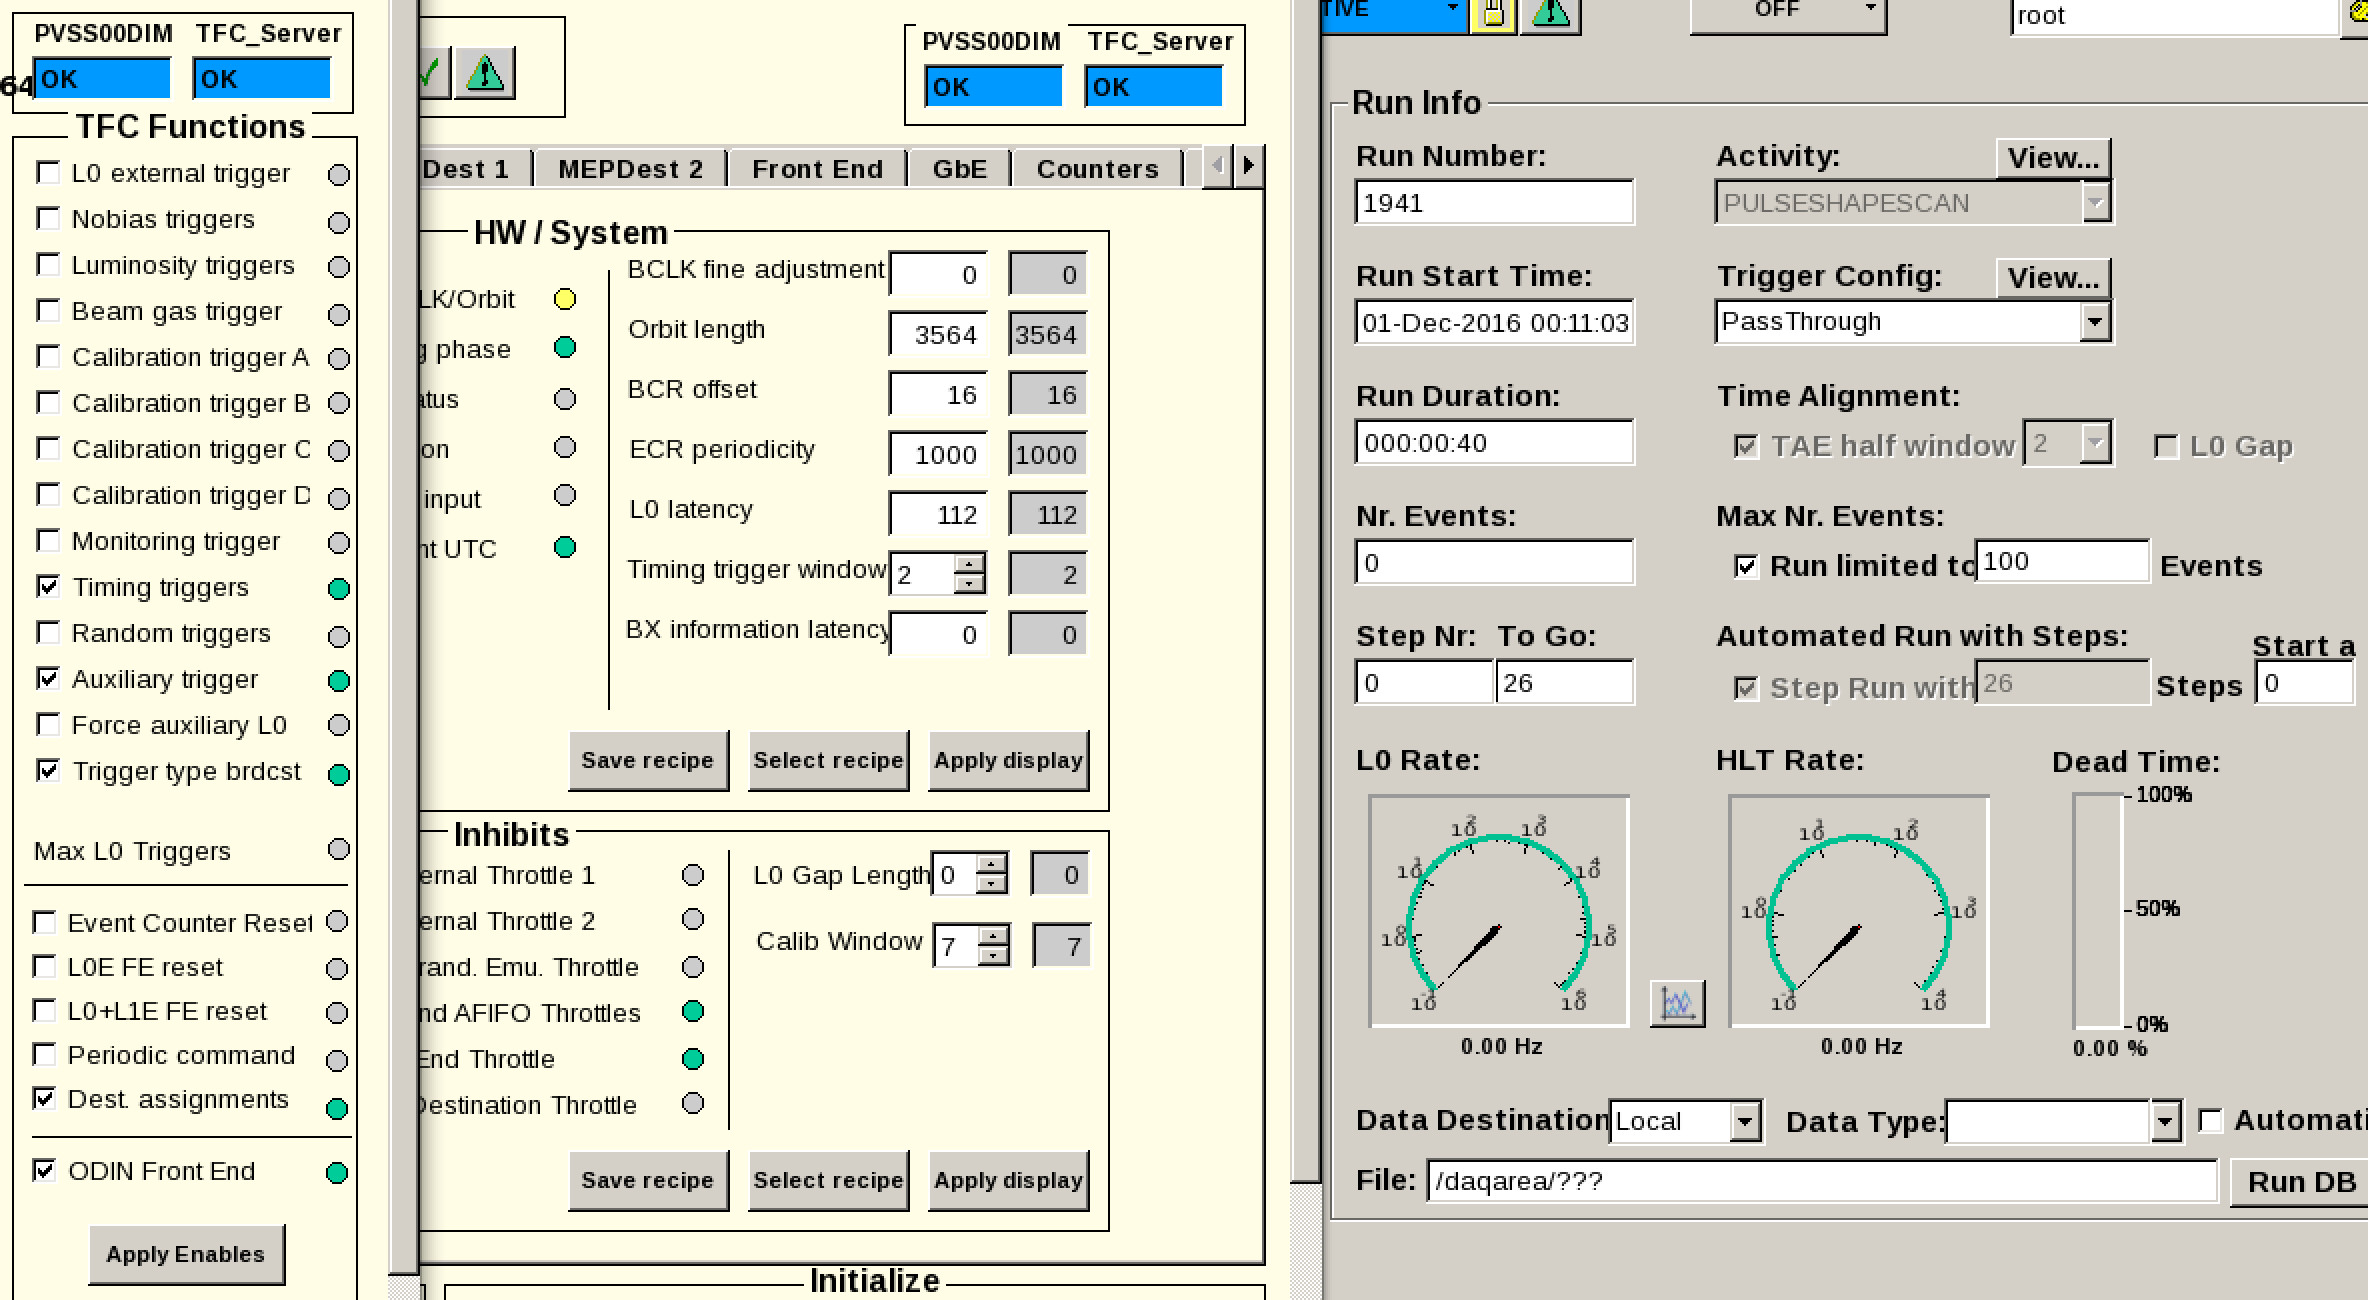 PVSS00DIM TFC_Server
64 OK OK
TFC Functions
L0 external trigger
Nobias triggers
Luminosity triggers
Beam gas trigger
Calibration trigger A
Calibration trigger B
Calibration trigger C
Calibration trigger D
Monitoring trigger
Timing triggers
Random triggers
Auxiliary trigger
Force auxiliary L0
Trigger type brdcst
Max L0 Triggers
Event Counter Reset
L0E FE reset
L0+L1E FE reset
Periodic command
Dest. assignments
ODIN Front End
Apply Enables
PVSS00DIM TFC_Server
OK OK
Dest 1 MEPDest 2 Front End GbE Counters
HW / System
LK/Orbit
g phase
atus
on
input
nt UTC
BCLK fine adjustment 0 0
Orbit length 3564 3564
BCR offset 16 16
ECR periodicity 1000 1000
L0 latency 112 112
Timing trigger window 2 2
BX information latency 0 0
Save recipe Select recipe Apply display
Inhibits
ernal Throttle 1
ernal Throttle 2
rand. Emu. Throttle
nd AFIFO Throttles
End Throttle
Destination Throttle
L0 Gap Length 0 0
Calib Window 7 7
Save recipe Select recipe Apply display
Initialize
TIVE OFF root
Run Info
Run Number: Activity: View...
1941 PULSESHAPESCAN
Run Start Time: Trigger Config: View...
01-Dec-2016 00:11:03 PassThrough
Run Duration: Time Alignment:
000:00:40 TAE half window 2 L0 Gap
Nr. Events: Max Nr. Events:
0 Run limited to 100 Events
Step Nr: To Go: Automated Run with Steps: Start a
0 26 Step Run with 26 Steps 0
L0 Rate: HLT Rate: Dead Time:
10 -1 10 0 10 1 10 2 10 3 10 4 10 5 10 6
10 -1 10 0 10 1 10 2 10 3 10 4
100%
50%
0%
0.00 Hz 0.00 Hz 0.00 %
Data Destination Local Data Type: Automati
File: /daqarea/??? Run DB